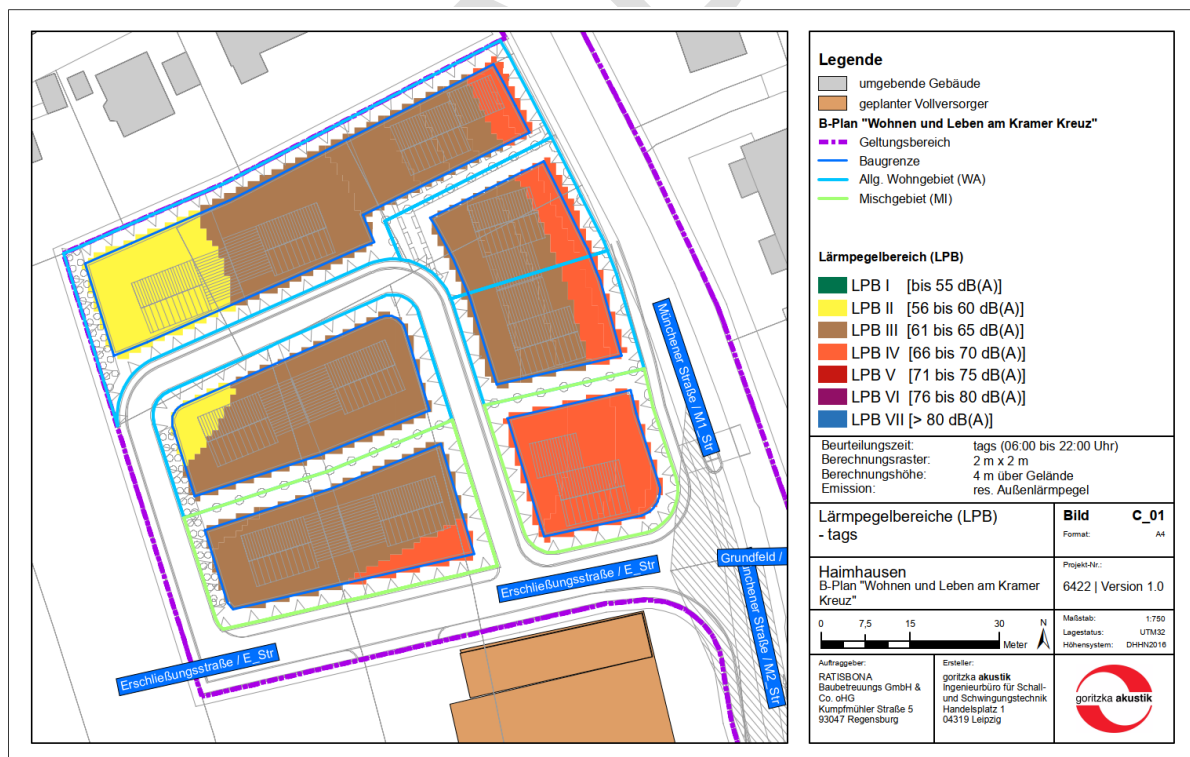 Münchener Straße / M1_Str
Grundfeld /
Münchener Straße / M2_Str
Erschließungsstraße / E_Str
Erschließungsstraße / E_Str
Legende
umgebende Gebäude
geplanter Vollversorger
B-Plan "Wohnen und Leben am Kramer Kreuz"
Geltungsbereich
Baugrenze
Allg. Wohngebiet (WA)
Mischgebiet (MI)
Lärmpegelbereich (LPB)
LPB I [bis 55 dB(A)]
LPB II [56 bis 60 dB(A)]
LPB III [61 bis 65 dB(A)]
LPB IV [66 bis 70 dB(A)]
LPB V [71 bis 75 dB(A)]
LPB VI [76 bis 80 dB(A)]
LPB VII [> 80 dB(A)]
Beurteilungszeit: tags (06:00 bis 22:00 Uhr)
Berechnungsraster: 2 m x 2 m
Berechnungshöhe: 4 m über Gelände
Emission: res. Außenlärmpegel
Lärmpegelbereiche (LPB)
- tags
Bild C_01
Format: A4
Haimhausen
B-Plan "Wohnen und Leben am Kramer
Kreuz"
Projekt-Nr.:
6422 | Version 1.0
0 7,5 15 30 N
Meter
Maßstab: 1:750
Lagestatus: UTM32
Höhensystem: DHHN2016
Auftraggeber:
RATISBONA
Baubetreuungs GmbH &
Co. oHG
Kumpfmühler Straße 5
93047 Regensburg
Ersteller:
goritzka akustik
Ingenieurbüro für Schall-
und Schwingungstechnik
Handelsplatz 1
04319 Leipzig
goritzka akustik